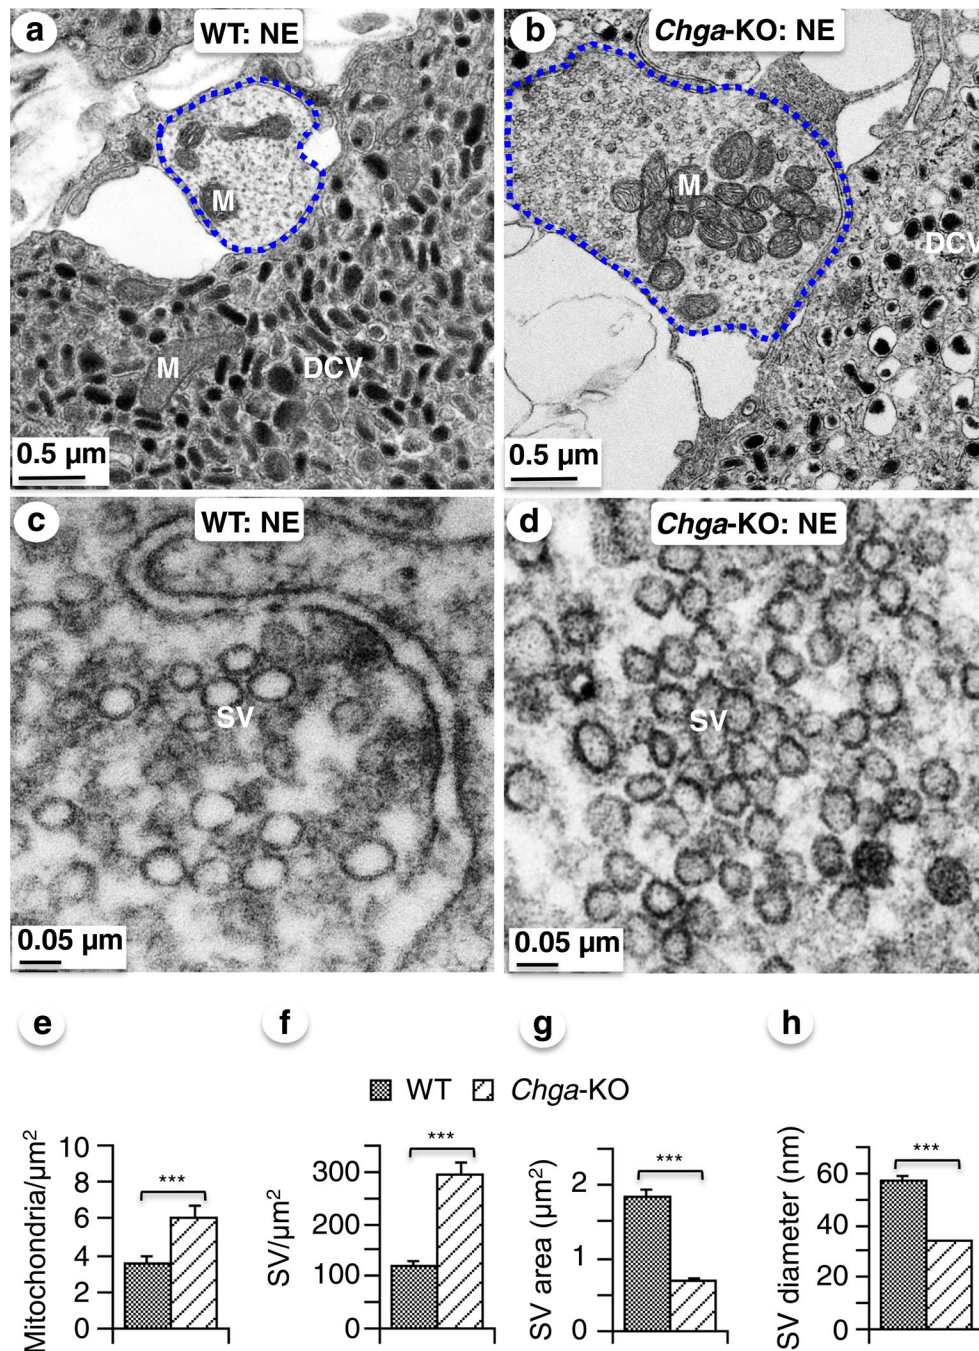 a
WT: NE
M
M
DCV
0.5 µm
b
Chga-KO: NE
M
DCV
0.5 µm
c
WT: NE
SV
0.05 µm
d
Chga-KO: NE
SV
0.05 µm
e
f
g
h
WT
Chga-KO
Mitochondria/µm²
10
8
6
4
2
0
***
SV/µm²
300
200
100
0
***
SV area (µm²)
2
1
0
***
SV diameter (nm)
60
40
20
0
***